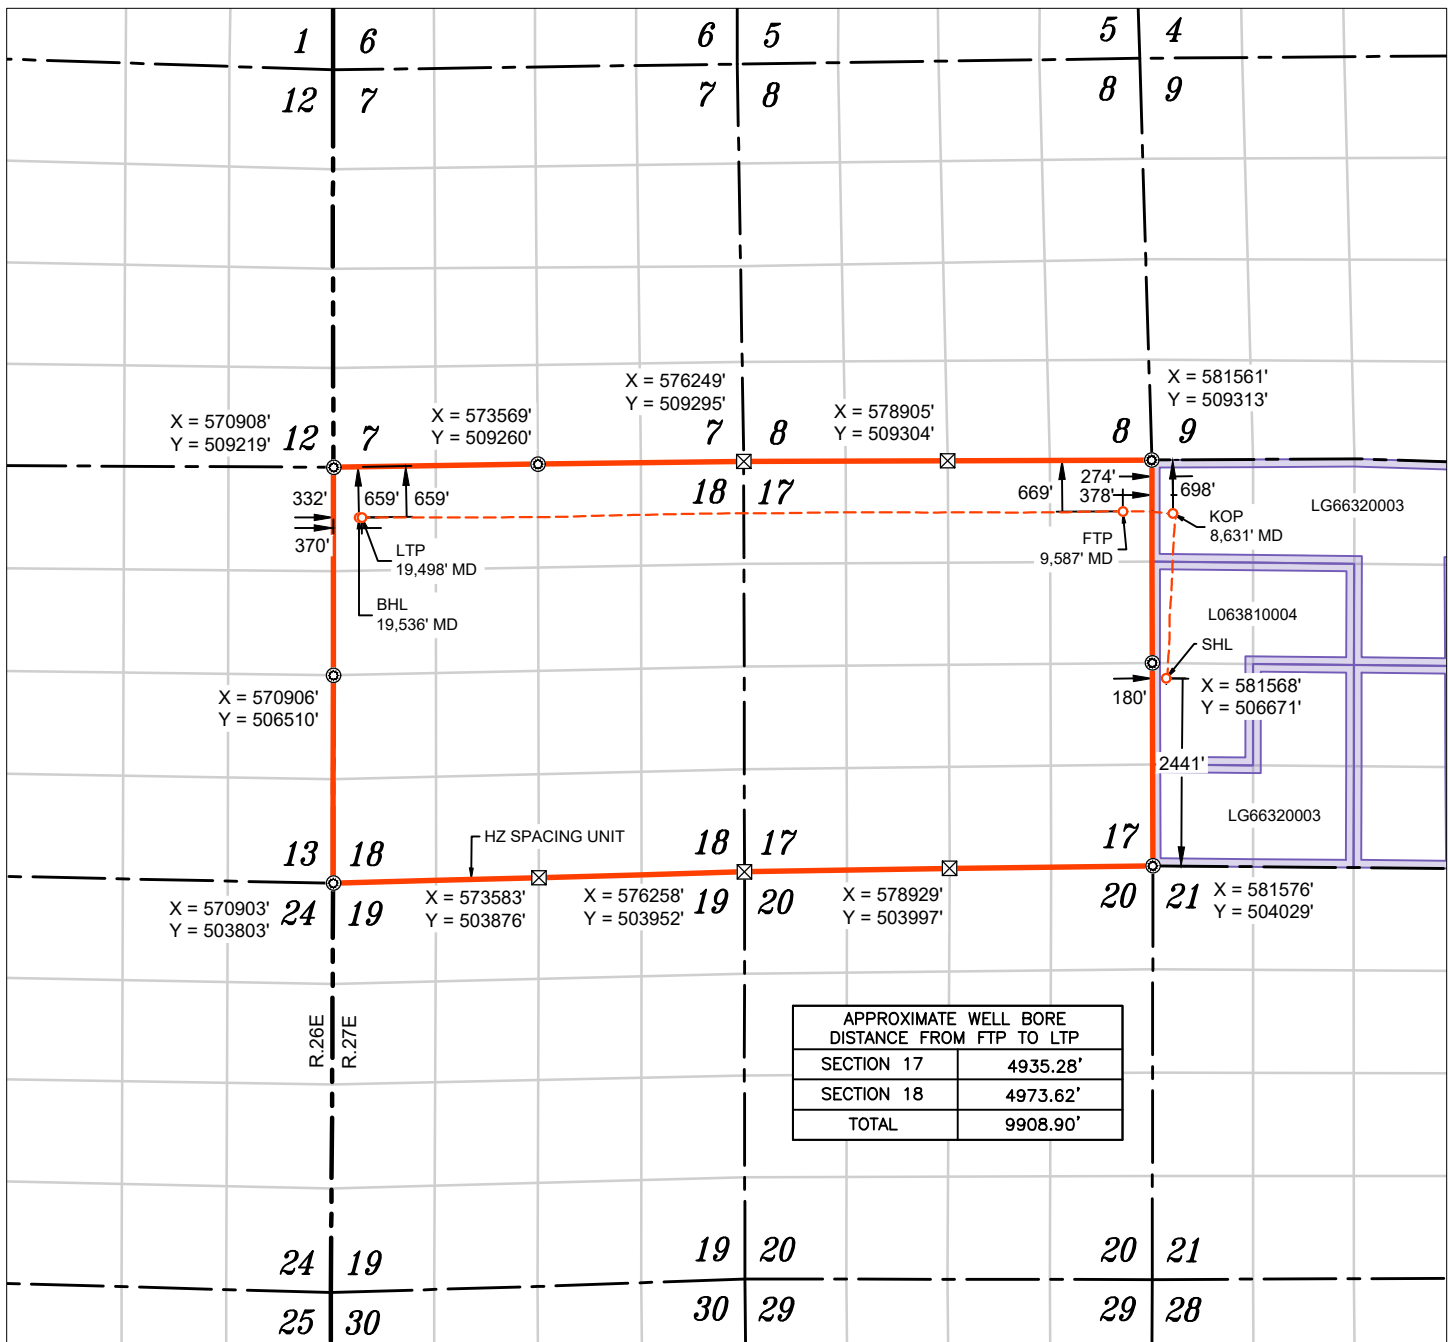 1 6 6 5 5 4
12 7 7 8 8 9
X = 570908'
Y = 509219'
X = 573569'
Y = 509260'
X = 576249'
Y = 509295'
X = 578905'
Y = 509304'
X = 581561'
Y = 509313'
12 7 7 8 8 9
18 17
332'
659' 659'
370'
LTP
19,498' MD
BHL
19,536' MD
669'
274'
378'
698'
FTP
9,587' MD
KOP
8,631' MD
LG66320003
L063810004
SHL
180'
X = 581568'
Y = 506671'
2441'
LG66320003
X = 570906'
Y = 506510'
HZ SPACING UNIT
13 18 18 17 17
24 19 19 20 20 21
X = 570903'
Y = 503803'
X = 573583'
Y = 503876'
X = 576258'
Y = 503952'
X = 578929'
Y = 503997'
X = 581576'
Y = 504029'
R.26E
R.27E
APPROXIMATE WELL BORE
DISTANCE FROM FTP TO LTP
SECTION 17 4935.28'
SECTION 18 4973.62'
TOTAL 9908.90'
24 19 19 20 20 21
25 30 30 29 29 28